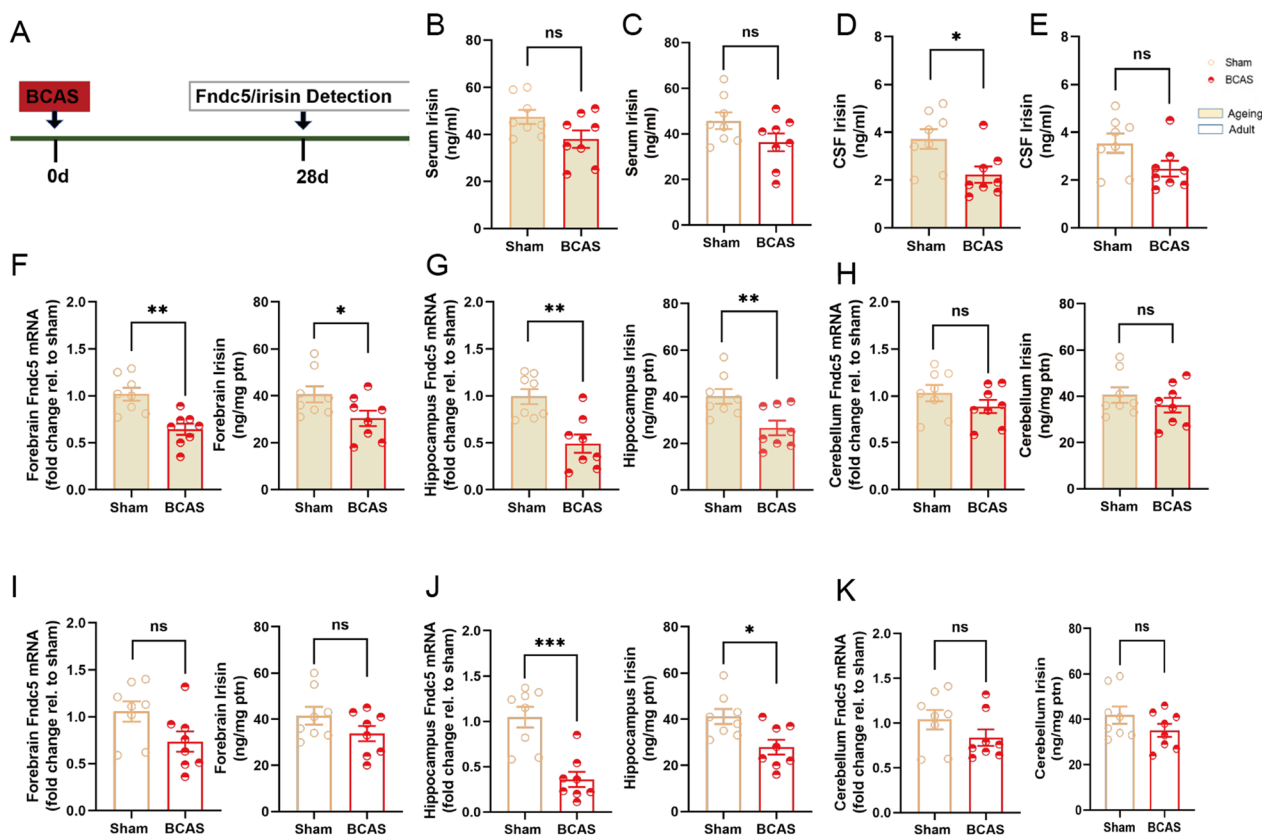 A
BCAS
Fndc5/irisin Detection
0d
28d
B
Serum Irisin
(ng/ml)
80
60
40
20
0
ns
Sham
BCAS
C
Serum Irisin
(ng/ml)
80
60
40
20
0
ns
Sham
BCAS
D
CSF Irisin
(ng/ml)
8
6
4
2
0
*
Sham
BCAS
E
CSF Irisin
(ng/ml)
8
6
4
2
0
ns
Sham
BCAS
Sham
BCAS
Ageing
Adult
F
Forebrain Fndc5 mRNA
(fold change rel. to sham)
2.0
1.5
1.0
0.5
0.0
**
Sham
BCAS
Forebrain Irisin
(ng/mg ptn)
80
60
40
20
0
*
Sham
BCAS
G
Hippocampus Fndc5 mRNA
(fold change rel. to sham)
2.0
1.5
1.0
0.5
0.0
**
Sham
BCAS
Hippocampus Irisin
(ng/mg ptn)
80
60
40
20
0
**
Sham
BCAS
H
Cerebellum Fndc5 mRNA
(fold change rel. to sham)
2.0
1.5
1.0
0.5
0.0
ns
Sham
BCAS
Cerebellum Irisin
(ng/mg ptn)
80
60
40
20
0
ns
Sham
BCAS
I
Forebrain Fndc5 mRNA
(fold change rel. to sham)
2.0
1.5
1.0
0.5
0.0
ns
Sham
BCAS
Forebrain Irisin
(ng/mg ptn)
80
60
40
20
0
ns
Sham
BCAS
J
Hippocampus Fndc5 mRNA
(fold change rel. to sham)
2.0
1.5
1.0
0.5
0.0
***
Sham
BCAS
Hippocampus Irisin
(ng/mg ptn)
80
60
40
20
0
*
Sham
BCAS
K
Cerebellum Fndc5 mRNA
(fold change rel. to sham)
2.0
1.5
1.0
0.5
0.0
ns
Sham
BCAS
Cerebellum Irisin
(ng/mg ptn)
80
60
40
20
0
ns
Sham
BCAS